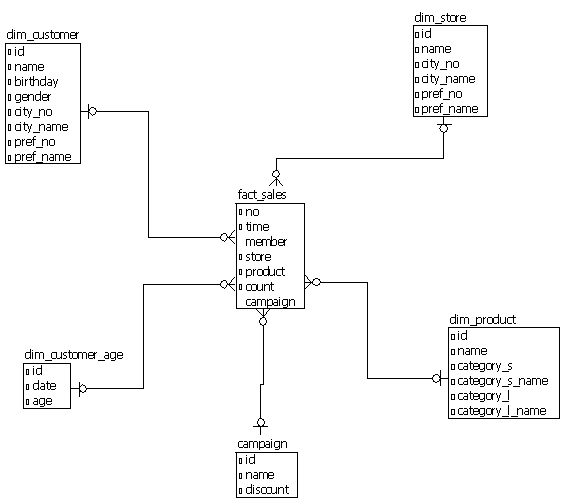 dim_store
id
name
city_no
city_name
pref_no
pref_name
dim_customer
id
name
birthday
gender
city_no
city_name
pref_no
pref_name
fact_sales
no
time
member
store
product
count
campaign
dim_product
id
name
category_s
category_s_name
category_l
category_l_name
dim_customer_age
id
date
age
campaign
id
name
discount